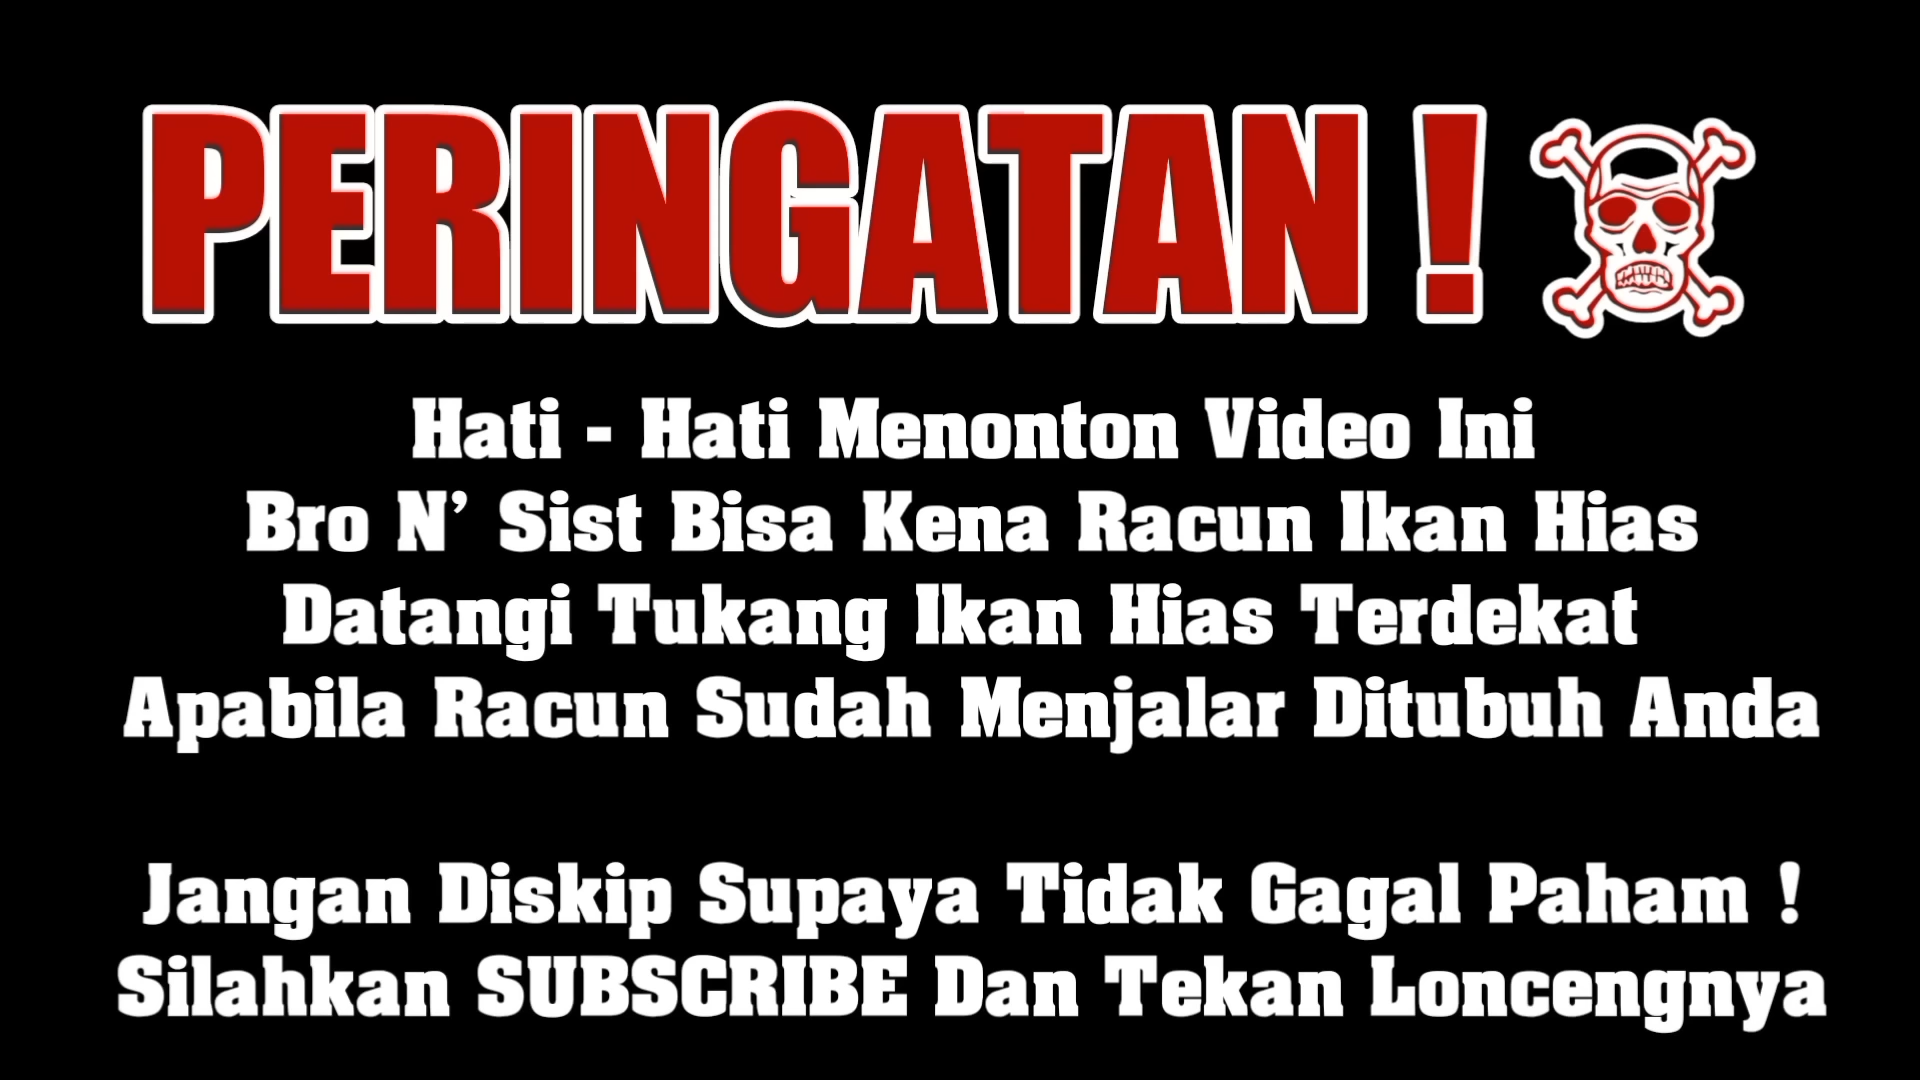 PERINGATAN !
Hati - Hati Menonton Video Ini
Bro N’ Sist Bisa Kena Racun Ikan Hias
Datangi Tukang Ikan Hias Terdekat
Apabila Racun Sudah Menjalar Ditubuh Anda
Jangan Diskip Supaya Tidak Gagal Paham !
Silahkan SUBSCRIBE Dan Tekan Loncengnya